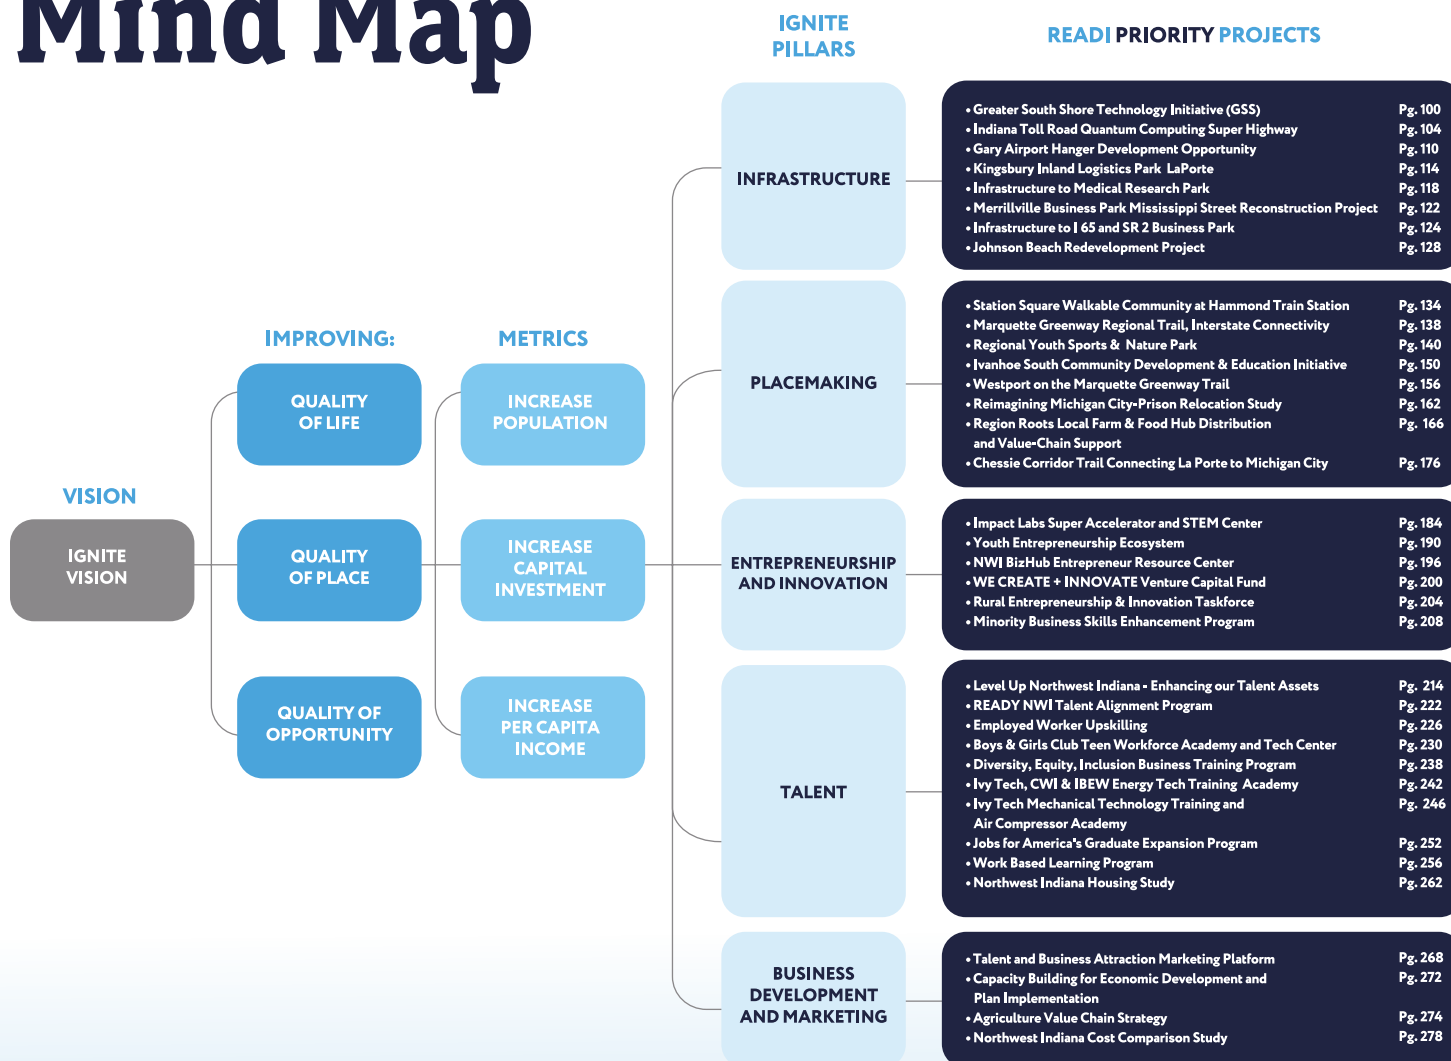 Mind Map
VISION
IGNITE
VISION
IMPROVING:
QUALITY
OF LIFE
QUALITY
OF PLACE
QUALITY OF
OPPORTUNITY
METRICS
INCREASE
POPULATION
INCREASE
CAPITAL
INVESTMENT
INCREASE
PER CAPITA
INCOME
IGNITE
PILLARS
READI PRIORITY PROJECTS
INFRASTRUCTURE
• Greater South Shore Technology Initiative (GSS) Pg. 100
• Indiana Toll Road Quantum Computing Super Highway Pg. 104
• Gary Airport Hanger Development Opportunity Pg. 110
• Kingsbury Inland Logistics Park LaPorte Pg. 114
• Infrastructure to Medical Research Park Pg. 118
• Merrillville Business Park Mississippi Street Reconstruction Project Pg. 122
• Infrastructure to I 65 and SR 2 Business Park Pg. 124
• Johnson Beach Redevelopment Project Pg. 128
PLACEMAKING
• Station Square Walkable Community at Hammond Train Station Pg. 134
• Marquette Greenway Regional Trail, Interstate Connectivity Pg. 138
• Regional Youth Sports & Nature Park Pg. 140
• Ivanhoe South Community Development & Education Initiative Pg. 150
• Westport on the Marquette Greenway Trail Pg. 156
• Reimagining Michigan City-Prison Relocation Study Pg. 162
• Region Roots Local Farm & Food Hub Distribution Pg. 166
and Value-Chain Support
• Chessie Corridor Trail Connecting La Porte to Michigan City Pg. 176
ENTREPRENEURSHIP
AND INNOVATION
• Impact Labs Super Accelerator and STEM Center Pg. 184
• Youth Entrepreneurship Ecosystem Pg. 190
• NWI BizHub Entrepreneur Resource Center Pg. 196
• WE CREATE + INNOVATE Venture Capital Fund Pg. 200
• Rural Entrepreneurship & Innovation Taskforce Pg. 204
• Minority Business Skills Enhancement Program Pg. 208
TALENT
• Level Up Northwest Indiana - Enhancing our Talent Assets Pg. 214
• READY NWI Talent Alignment Program Pg. 222
• Employed Worker Upskilling Pg. 226
• Boys & Girls Club Teen Workforce Academy and Tech Center Pg. 230
• Diversity, Equity, Inclusion Business Training Program Pg. 238
• Ivy Tech, CWI & IBEW Energy Tech Training Academy Pg. 242
• Ivy Tech Mechanical Technology Training and Pg. 246
Air Compressor Academy
• Jobs for America's Graduate Expansion Program Pg. 252
• Work Based Learning Program Pg. 256
• Northwest Indiana Housing Study Pg. 262
BUSINESS
DEVELOPMENT
AND MARKETING
• Talent and Business Attraction Marketing Platform Pg. 268
• Capacity Building for Economic Development and Pg. 272
Plan Implementation
• Agriculture Value Chain Strategy Pg. 274
• Northwest Indiana Cost Comparison Study Pg. 278